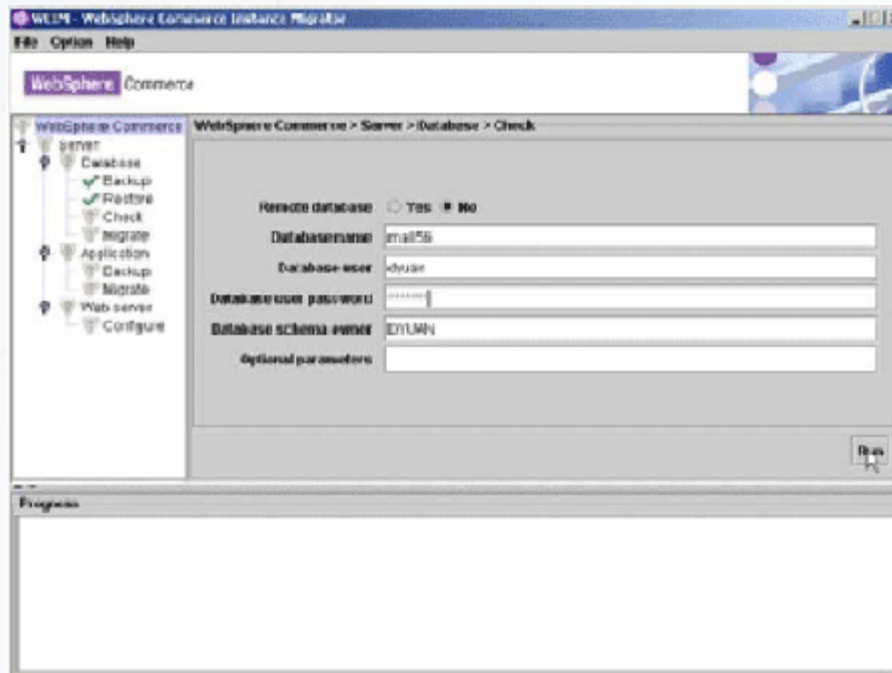 WCIM - WebSphere Commerce Instance Migrator
File Option Help
WebSphere Commerce
WebSphere Commerce
Server
Database
Backup
Restore
Check
Migrate
Application
Backup
Migrate
Web server
Configure
WebSphere Commerce > Server > Database > Check
Remote database Yes No
Database name mall56
Database user dyuan
Database user password *******
Database schema owner DYUAN
Optional parameters
Run
Progress